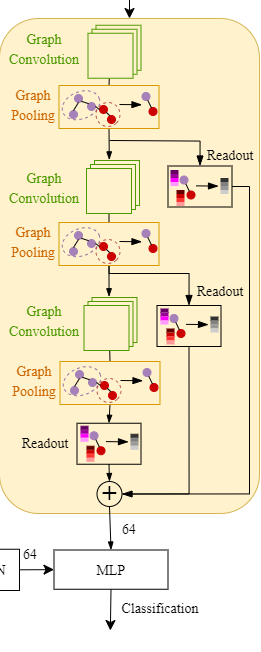 Graph
Convolution
Graph
Pooling
Readout
Graph
Convolution
Graph
Pooling
Readout
Graph
Convolution
Graph
Pooling
Readout
+
64
64
N
MLP
Classification